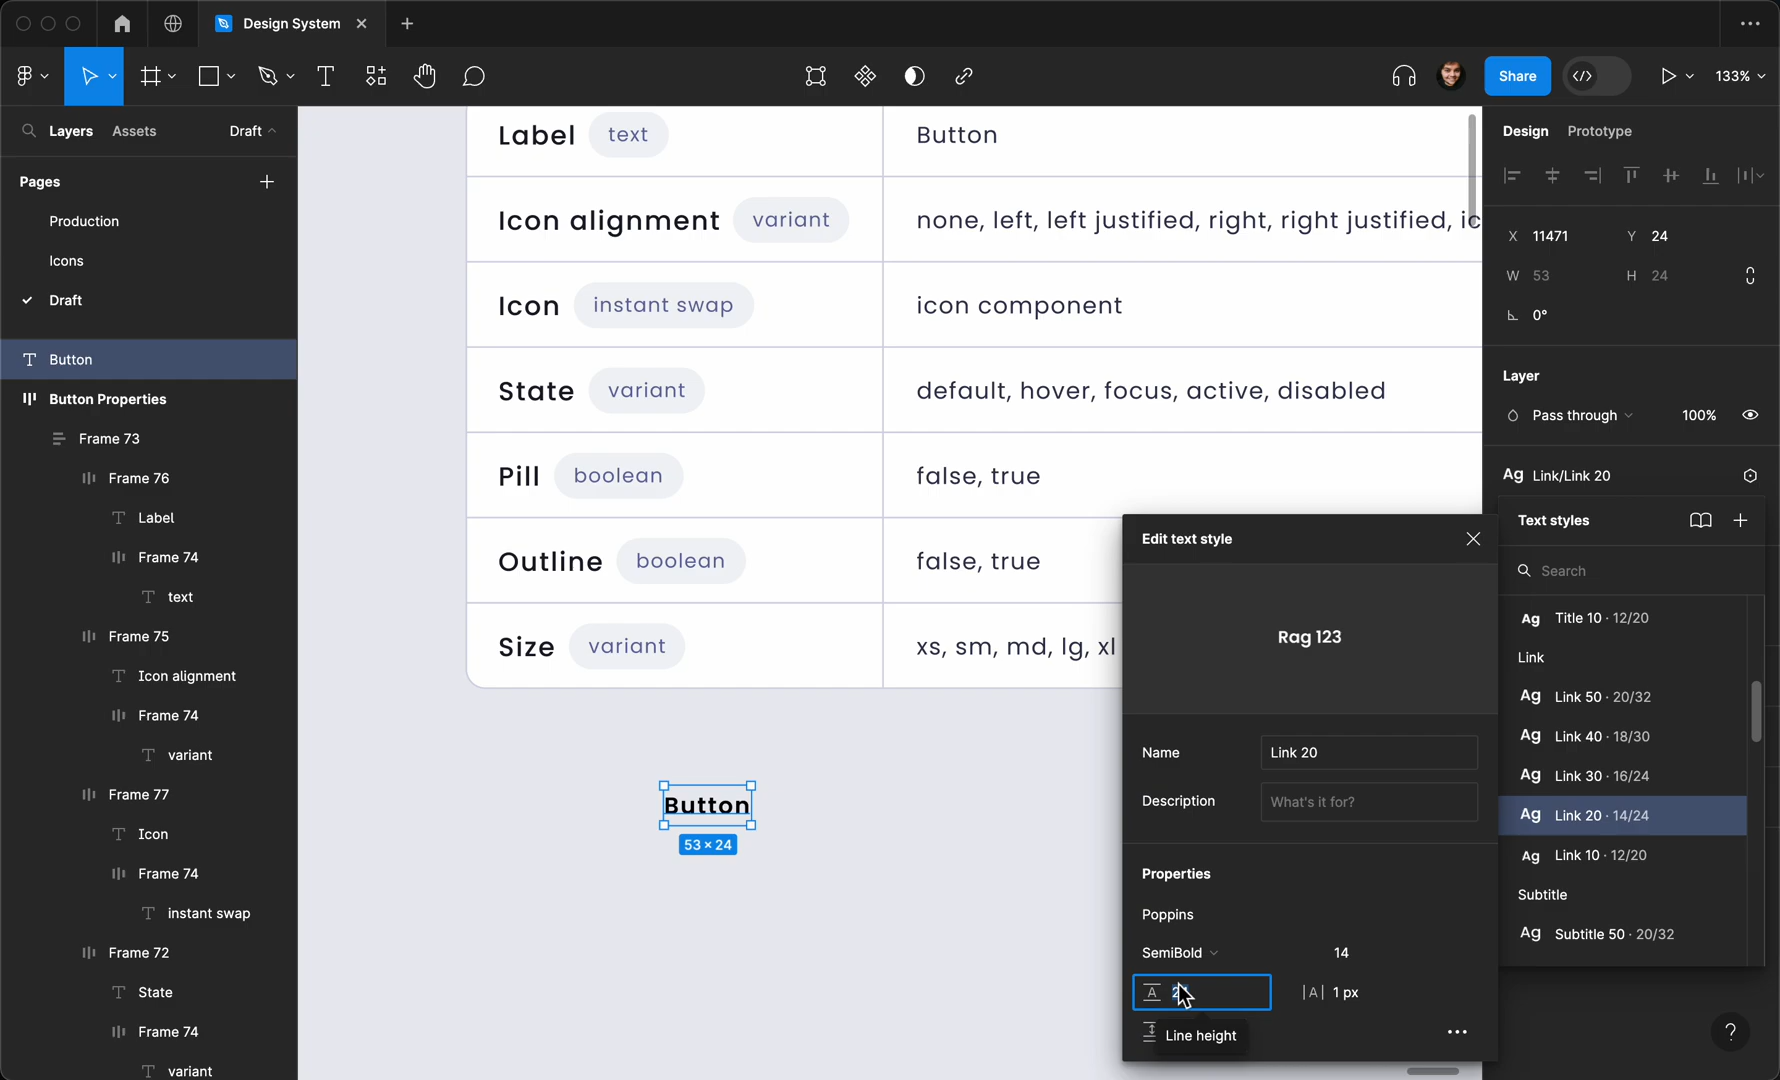 Design System
Share
133%
Layers
Assets
Draft
Pages
Production
Icons
Draft
Button
Button Properties
Frame 73
Frame 76
Label
Frame 74
text
Frame 75
Icon alignment
Frame 74
variant
Frame 77
Icon
Frame 74
instant swap
Frame 72
State
Frame 74
variant
Label text Button
Icon alignment variant none, left, left justified, right, right justified, ic
Icon instant swap icon component
State variant default, hover, focus, active, disabled
Pill boolean false, true
Outline boolean false, true
Size variant xs, sm, md, lg, xl
Button
53 × 24
Edit text style
Rag 123
Name Link 20
Description What's it for?
Properties
Poppins
SemiBold 14
|A| 1 px
Line height
Design Prototype
X 11471 Y 24
W 53 H 24
0°
Layer
Pass through 100%
Ag Link/Link 20
Text styles
Search
Ag Title 10 · 12/20
Link
Ag Link 50 · 20/32
Ag Link 40 · 18/30
Ag Link 30 · 16/24
Ag Link 20 · 14/24
Ag Link 10 · 12/20
Subtitle
Ag Subtitle 50 · 20/32
?